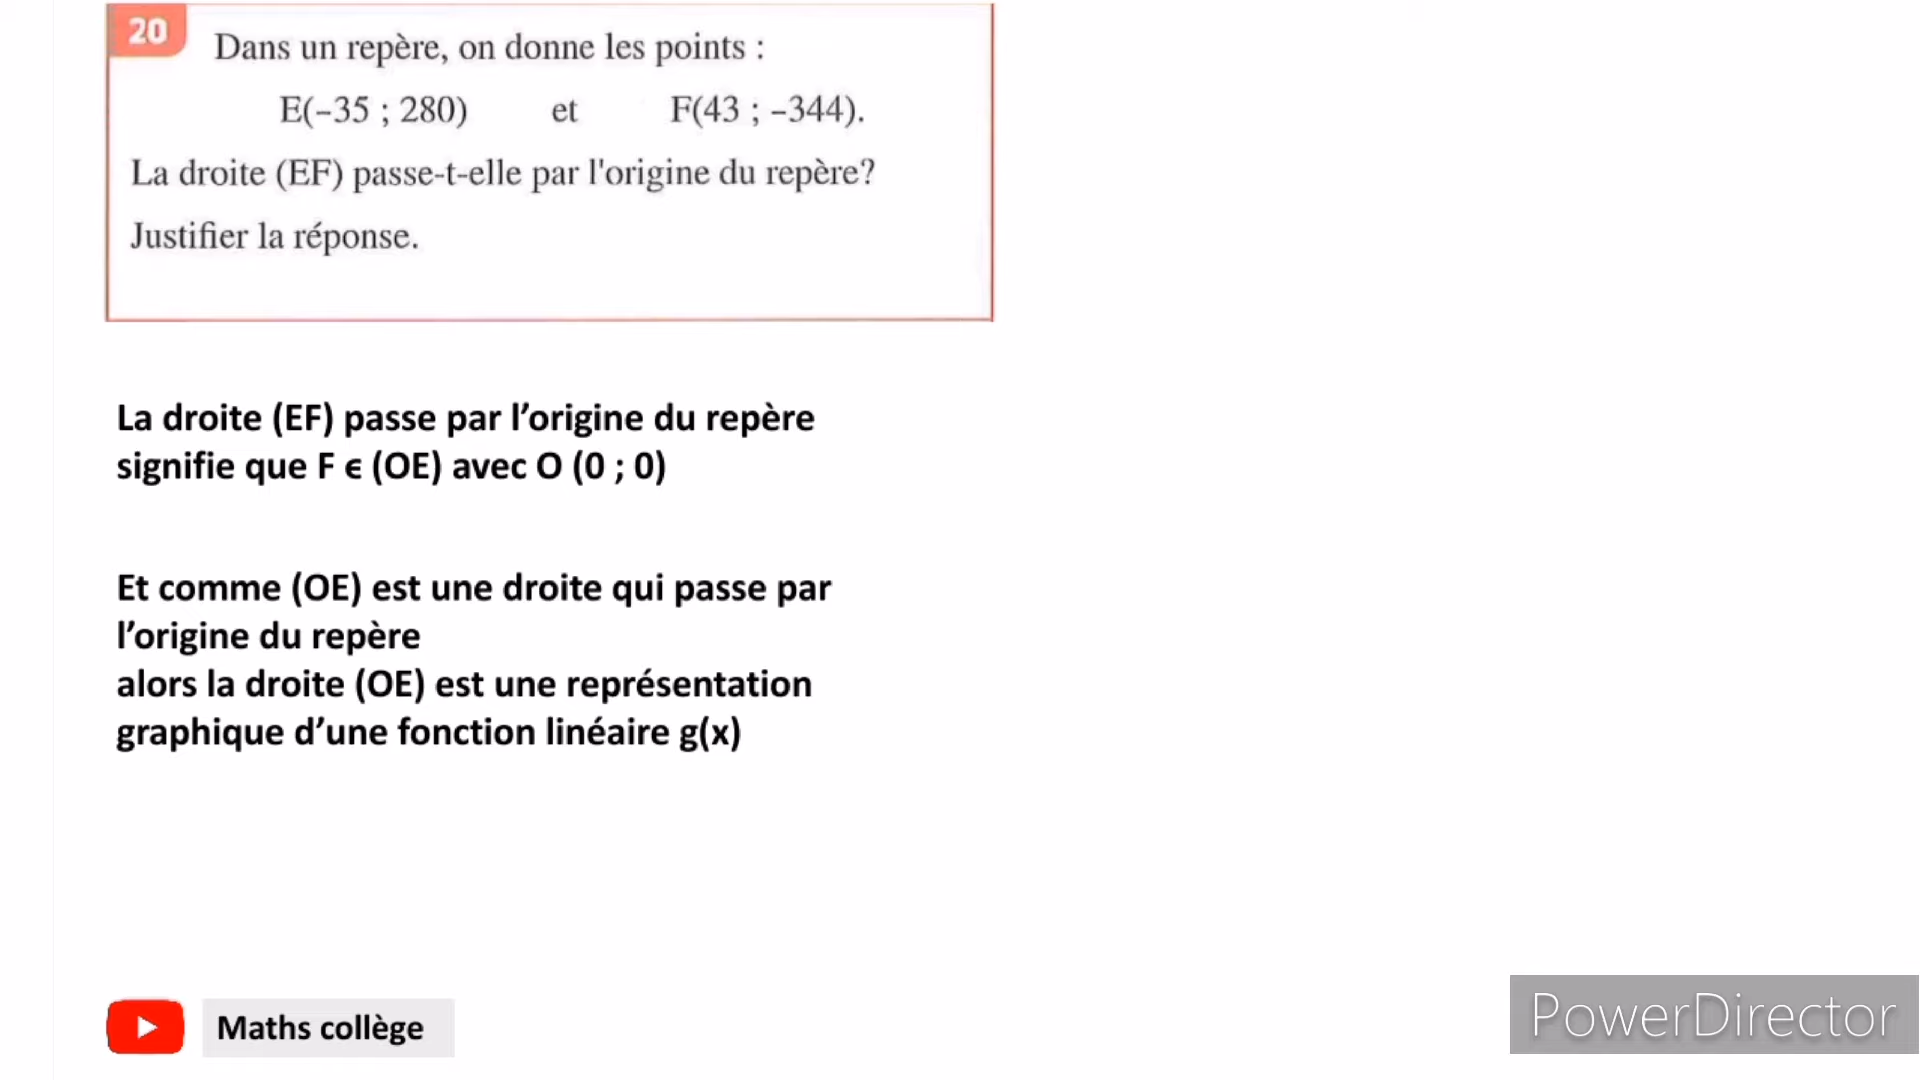 20
Dans un repère, on donne les points :
E(–35 ; 280) et F(43 ; –344).
La droite (EF) passe-t-elle par l'origine du repère?
Justifier la réponse.
La droite (EF) passe par l’origine du repère
signifie que F ϵ (OE) avec O (0 ; 0)
Et comme (OE) est une droite qui passe par
l’origine du repère
alors la droite (OE) est une représentation
graphique d’une fonction linéaire g(x)
Maths collège
PowerDirector